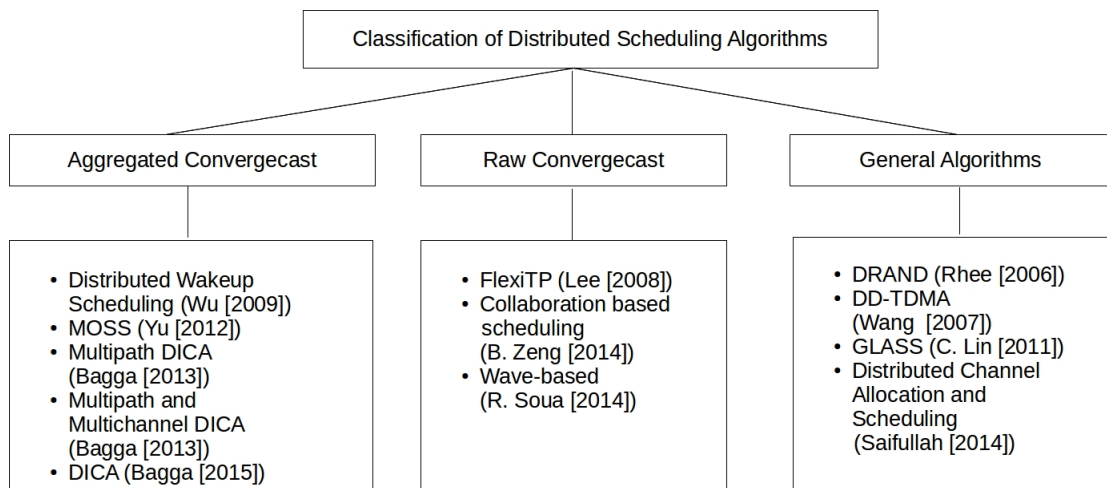 Classification of Distributed Scheduling Algorithms
Aggregated Convergecast
Raw Convergecast
General Algorithms
• Distributed Wakeup
Scheduling (Wu [2009])
• MOSS (Yu [2012])
• Multipath DICA
(Bagga [2013])
• Multipath and
Multichannel DICA
(Bagga [2013])
• DICA (Bagga [2015])
• FlexiTP (Lee [2008])
• Collaboration based
scheduling
(B. Zeng [2014])
• Wave-based
(R. Soua [2014])
• DRAND (Rhee [2006])
• DD-TDMA
(Wang [2007])
• GLASS (C. Lin [2011])
• Distributed Channel
Allocation and
Scheduling
(Saifullah [2014])